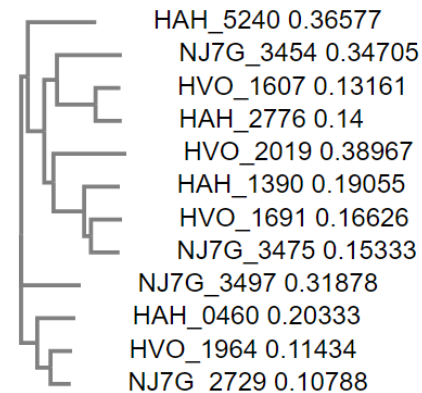 HAH_5240 0.36577
NJ7G_3454 0.34705
HVO_1607 0.13161
HAH_2776 0.14
HVO_2019 0.38967
HAH_1390 0.19055
HVO_1691 0.16626
NJ7G_3475 0.15333
NJ7G_3497 0.31878
HAH_0460 0.20333
HVO_1964 0.11434
NJ7G 2729 0.10788